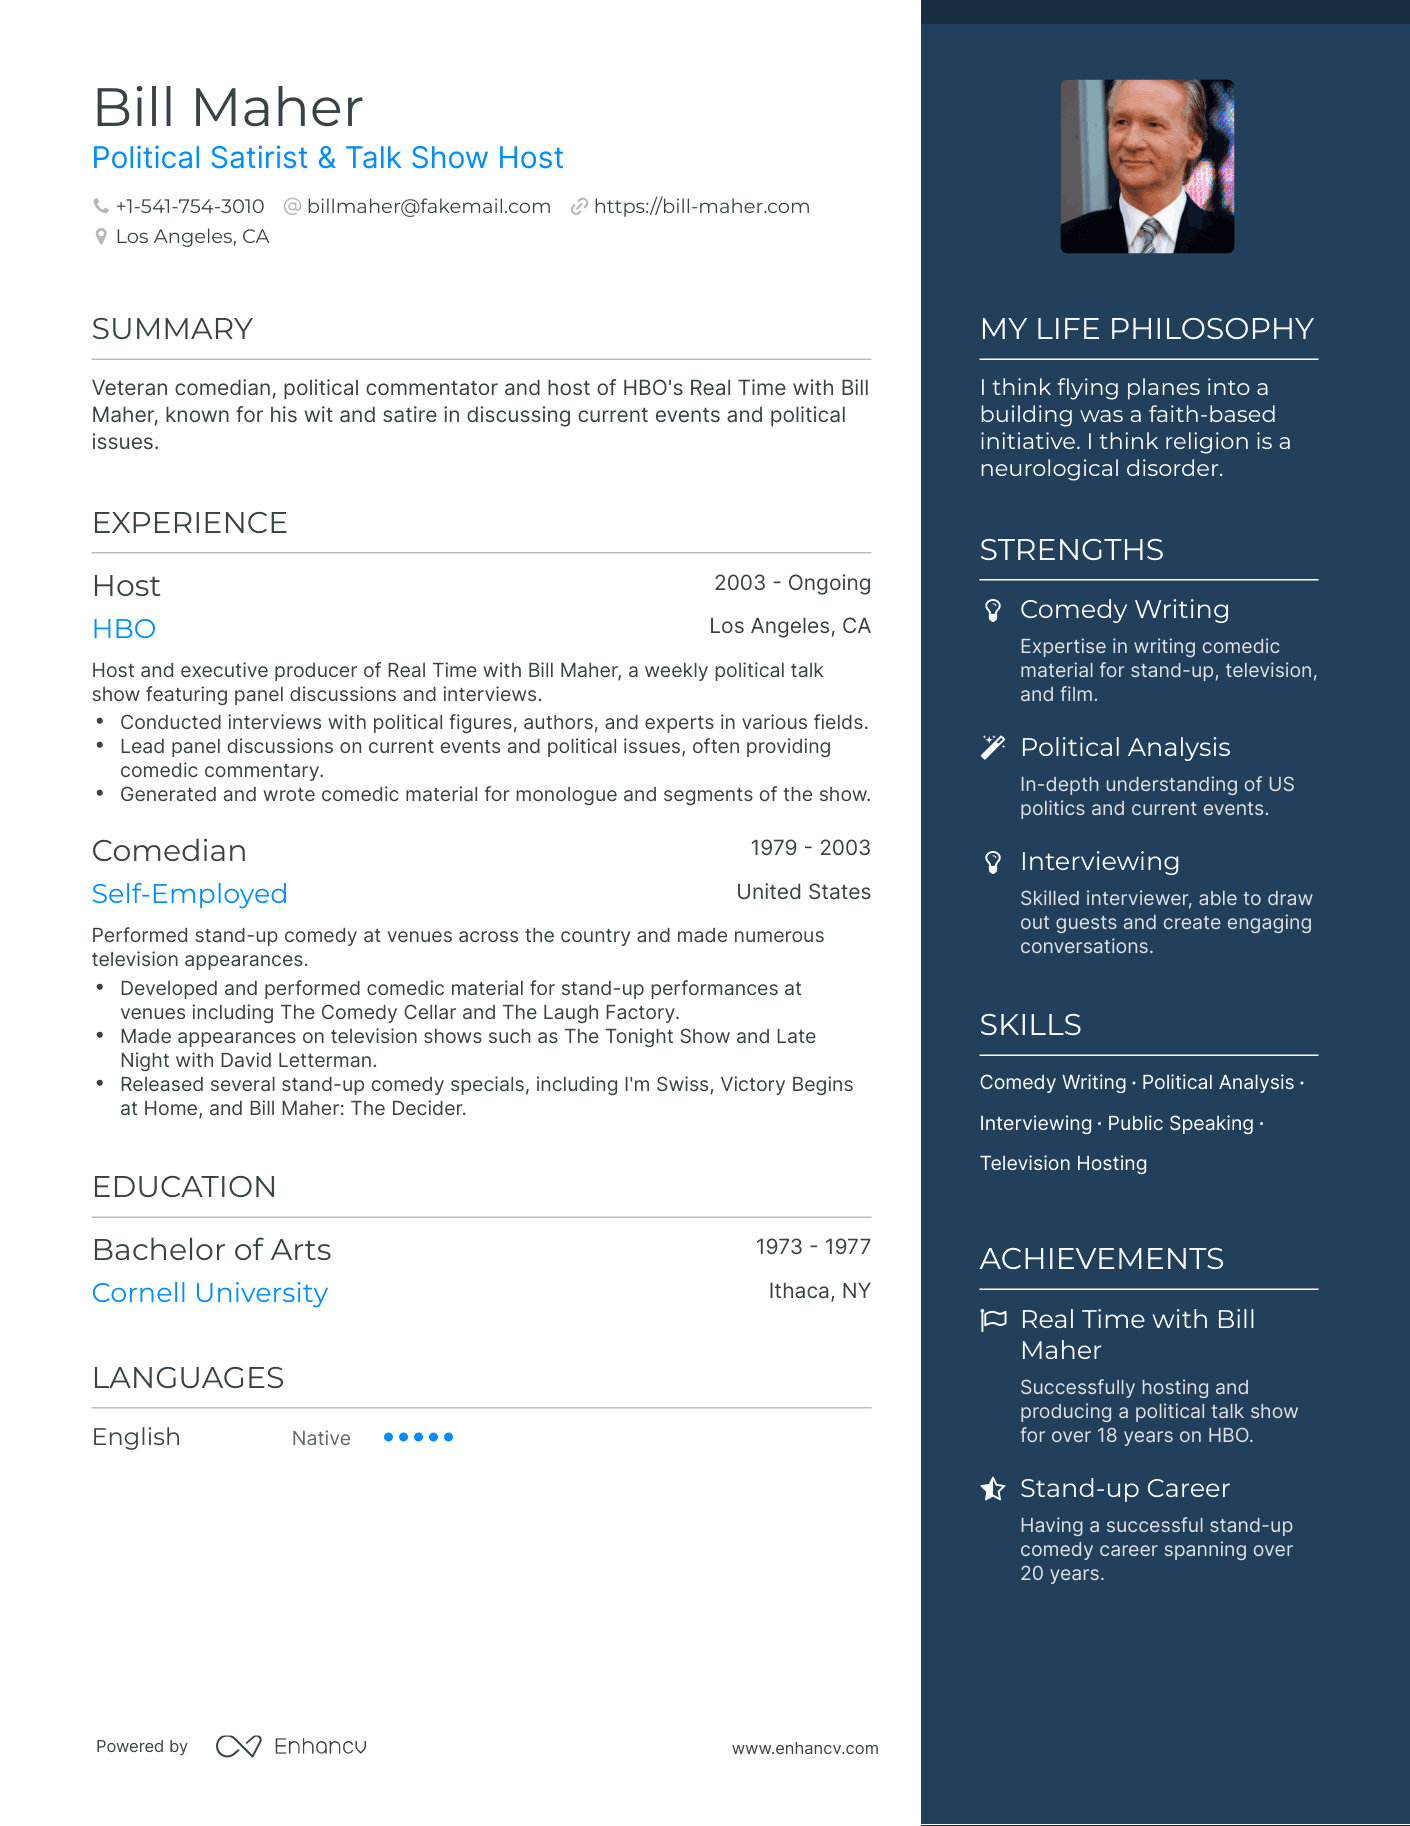 Bill Maher
Political Satirist & Talk Show Host
+1-541-754-3010 @ billmaher@fakemail.com https://bill-maher.com
Los Angeles, CA
SUMMARY
Veteran comedian, political commentator and host of HBO's Real Time with Bill
Maher, known for his wit and satire in discussing current events and political
issues.
EXPERIENCE
Host 2003 - Ongoing
HBO Los Angeles, CA
Host and executive producer of Real Time with Bill Maher, a weekly political talk
show featuring panel discussions and interviews.
• Conducted interviews with political figures, authors, and experts in various fields.
• Lead panel discussions on current events and political issues, often providing
comedic commentary.
• Generated and wrote comedic material for monologue and segments of the show.
Comedian 1979 - 2003
Self-Employed United States
Performed stand-up comedy at venues across the country and made numerous
television appearances.
• Developed and performed comedic material for stand-up performances at
venues including The Comedy Cellar and The Laugh Factory.
• Made appearances on television shows such as The Tonight Show and Late
Night with David Letterman.
• Released several stand-up comedy specials, including I'm Swiss, Victory Begins
at Home, and Bill Maher: The Decider.
EDUCATION
Bachelor of Arts 1973 - 1977
Cornell University Ithaca, NY
LANGUAGES
English Native
MY LIFE PHILOSOPHY
I think flying planes into a
building was a faith-based
initiative. I think religion is a
neurological disorder.
STRENGTHS
Comedy Writing
Expertise in writing comedic
material for stand-up, television,
and film.
Political Analysis
In-depth understanding of US
politics and current events.
Interviewing
Skilled interviewer, able to draw
out guests and create engaging
conversations.
SKILLS
Comedy Writing · Political Analysis ·
Interviewing · Public Speaking ·
Television Hosting
ACHIEVEMENTS
Real Time with Bill
Maher
Successfully hosting and
producing a political talk show
for over 18 years on HBO.
Stand-up Career
Having a successful stand-up
comedy career spanning over
20 years.
Powered by Enhancv www.enhancv.com